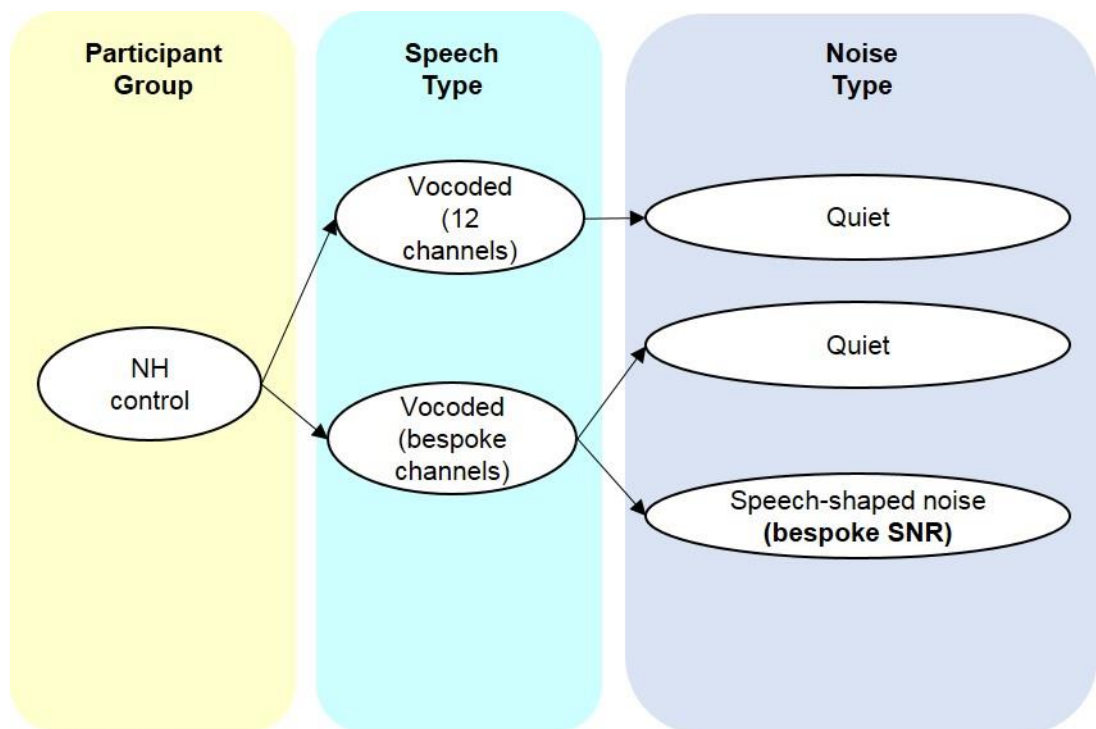 Participant
Group
Speech
Type
Noise
Type
NH
control
Vocoded
(12
channels)
Vocoded
(bespoke
channels)
Quiet
Quiet
Speech-shaped noise
(bespoke SNR)